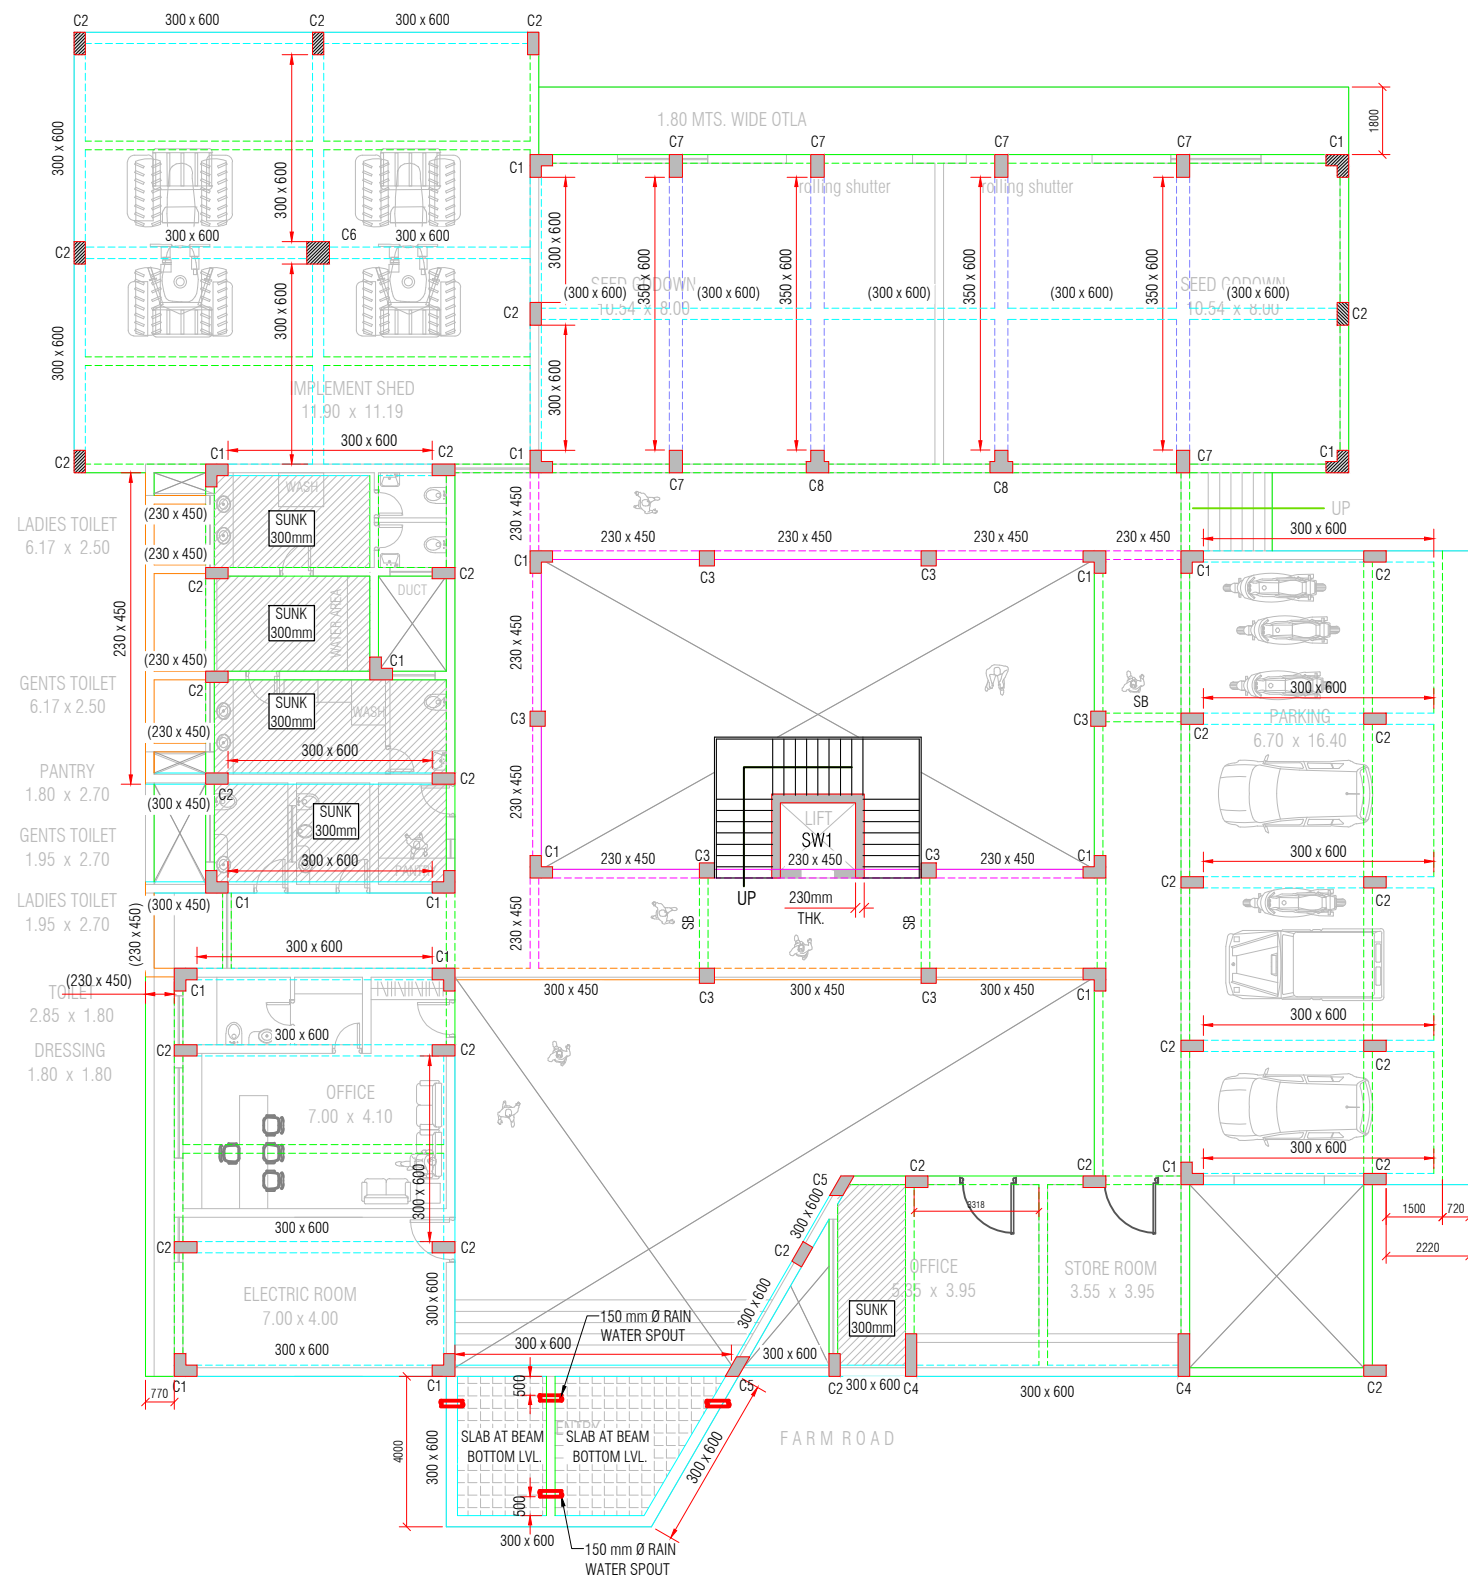 C2
300 x 600
C2
300 x 600
C2
1.80 MTS. WIDE OTLA
1800
C7
C7
C7
C7
C1
C1
rolling shutter
rolling shutter
300 x 600
300 x 600
300 x 600
C6
300 x 600
C2
300 x 600
350 x 600
350 x 600
350 x 600
350 x 600
SEED GODOWN
10.54 x 8.00
SEED GODOWN
10.54 x 8.00
(300 x 600)
(300 x 600)
(300 x 600)
(300 x 600)
(300 x 600)
C2
C2
300 x 600
300 x 600
300 x 600
IMPLEMENT SHED
11.90 x 11.19
C2
C1
300 x 600
C2
C1
C7
C8
C8
C7
C1
WASH
SUNK
300mm
LADIES TOILET
6.17 x 2.50
(230 x 450)
(230 x 450)
230 x 450
UP
300 x 600
230 x 450
230 x 450
230 x 450
230 x 450
C1
C3
C3
C1
C1
C2
C2
C2
DUCT
WATER AREA
SUNK
300mm
230 x 450
230 x 450
(230 x 450)
C1
GENTS TOILET
6.17 x 2.50
C2
SUNK
300mm
WASH
(230 x 450)
300 x 600
C3
C3
SB
300 x 600
PARKING
6.70 x 16.40
C2
C2
PANTRY
1.80 x 2.70
(300 x 450)
C2
C2
SUNK
300mm
230 x 450
LIFT
SW1
GENTS TOILET
1.95 x 2.70
300 x 600
PANTRY
C1
230 x 450
C3
230 x 450
C3
230 x 450
C1
300 x 600
C2
C2
LADIES TOILET
1.95 x 2.70
(300 x 450)
C1
C1
UP
230mm
THK.
SB
SB
230 x 450
(230 x 450)
300 x 600
C1
(230 x 450)
TOILET
2.85 x 1.80
C1
300 x 450
C3
300 x 450
C3
300 x 450
C1
300 x 600
DRESSING
1.80 x 1.80
C2
300 x 600
C2
C2
C2
OFFICE
7.00 x 4.10
300 x 600
300 x 600
C2
300 x 600
C2
C5
C2
C2
C1
C2
300 x 600
3318
1500
720
2220
C2
OFFICE
5.35 x 3.95
STORE ROOM
3.55 x 3.95
ELECTRIC ROOM
7.00 x 4.00
300 x 600
300 x 600
SUNK
300mm
150 mm Ø RAIN
WATER SPOUT
300 x 600
300 x 600
300 x 600
770
C1
C1
500
C5
C2
300 x 600
C4
300 x 600
C4
C2
ENTRY
SLAB AT BEAM
BOTTOM LVL.
SLAB AT BEAM
BOTTOM LVL.
FARM ROAD
4000
300 x 600
300 x 600
500
300 x 600
150 mm Ø RAIN
WATER SPOUT